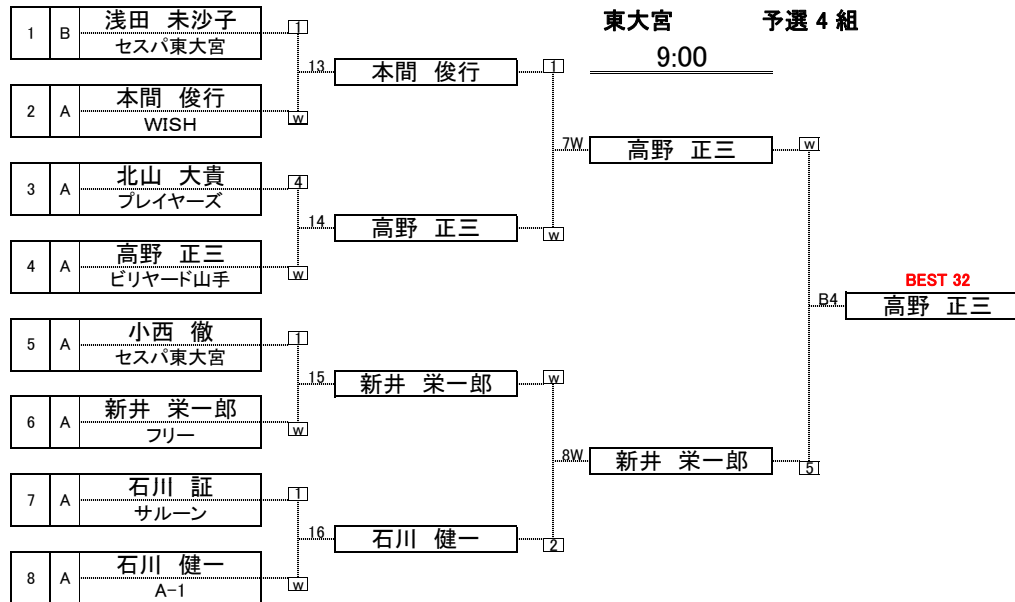 東大宮 予選 4 組
9:00
1 B 浅田 未沙子
セスパ東大宮
1
13 本間 俊行 1
2 A 本間 俊行
WISH
w
7W 高野 正三 w
3 A 北山 大貴
プレイヤーズ
4
14 高野 正三 w
4 A 高野 正三
ビリヤード山手
w
BEST 32
B4 高野 正三
5 A 小西 徹
セスパ東大宮
1
15 新井 栄一郎 w
6 A 新井 栄一郎
フリー
w
8W 新井 栄一郎 5
7 A 石川 証
サルーン
1
16 石川 健一 2
8 A 石川 健一
A-1
w